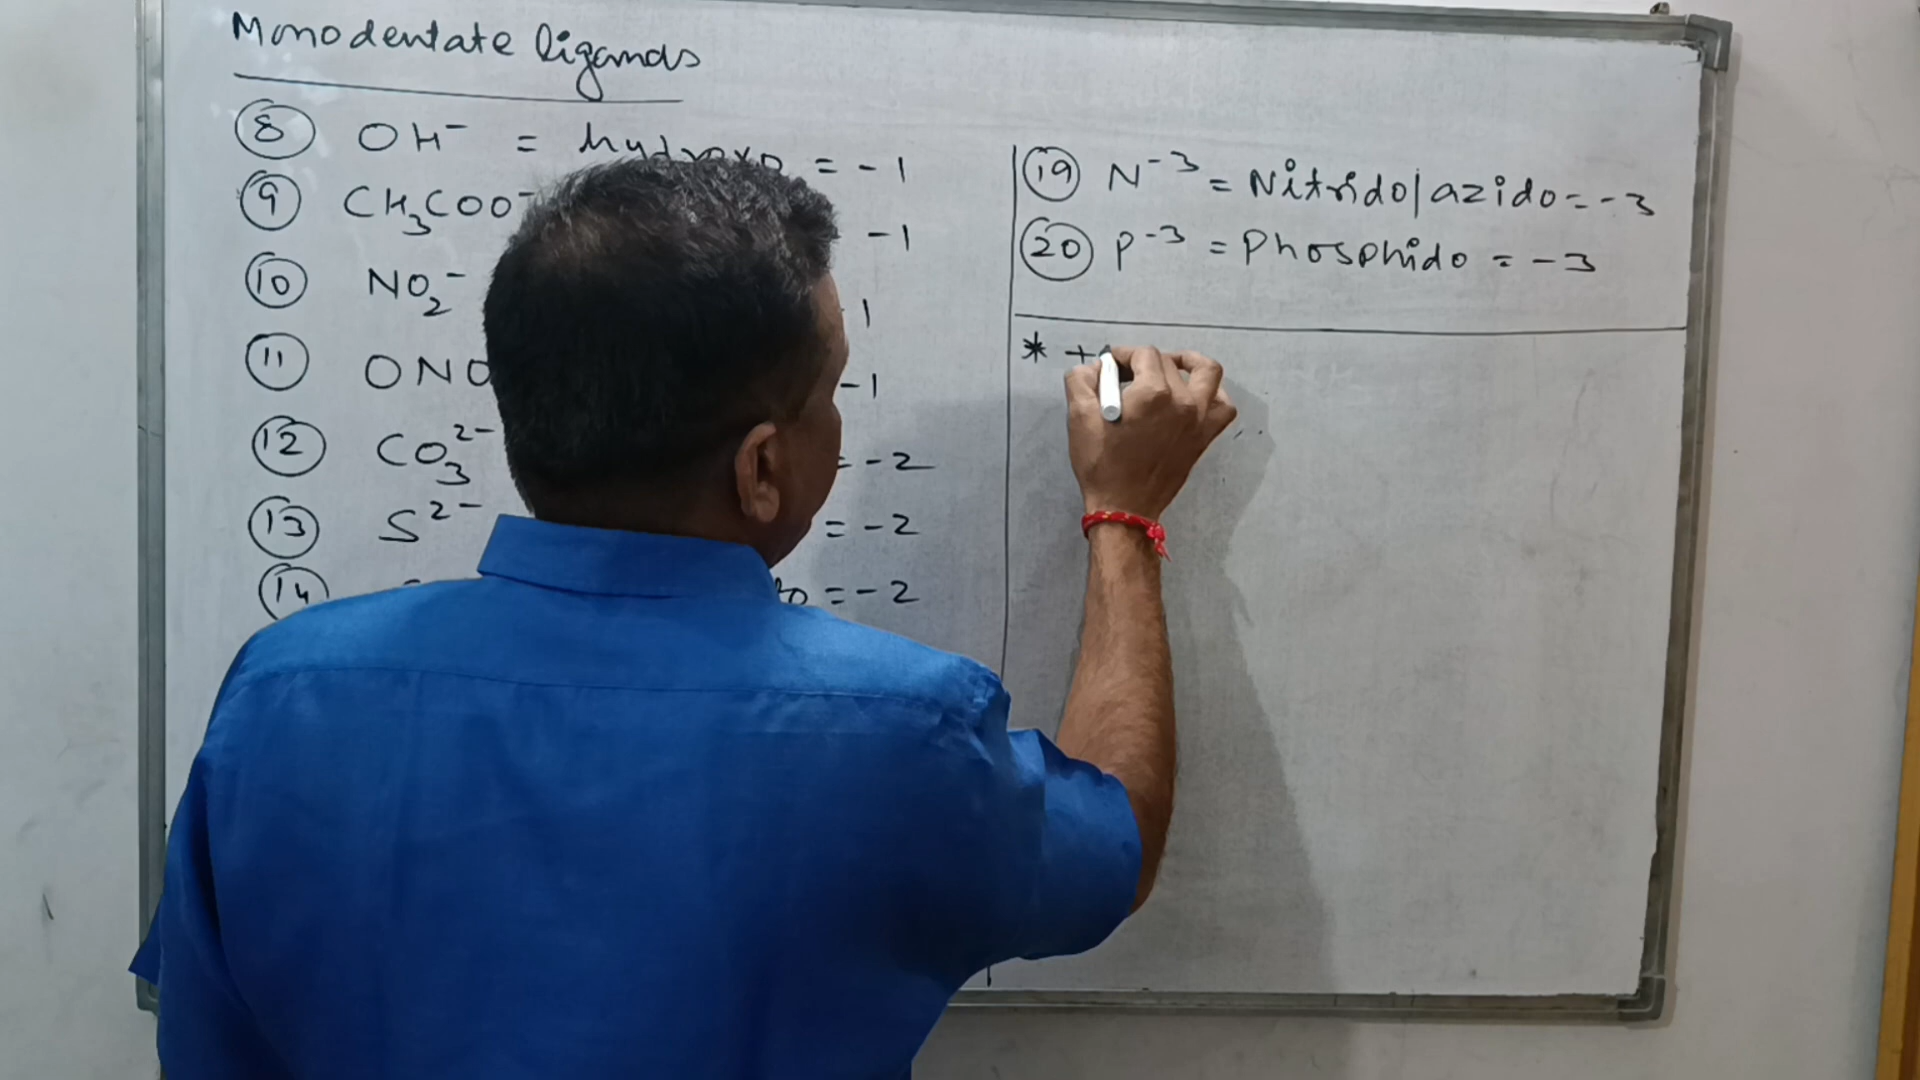 Monodentate ligands
8 OH⁻ = hydroxo = -1
9 CH₃COO⁻ -1
10 NO₂⁻ 1
11 ONO -1
12 CO₃²⁻ = -2
13 S²⁻ = -2
14 to = -2
19 N⁻³ = Nitrido/azido = -3
20 P⁻³ = Phosphido = -3
* +